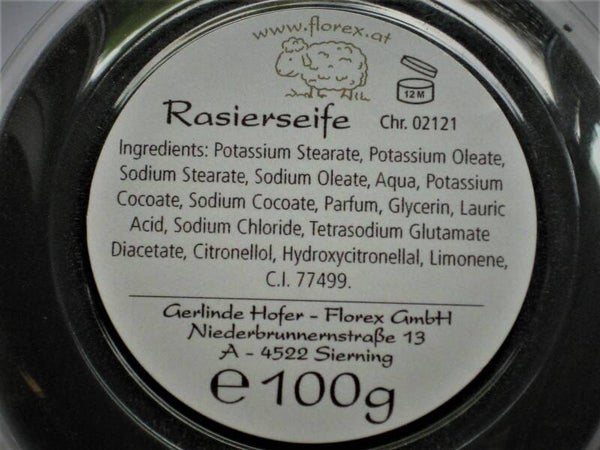 www.florex.at
12 M
Rasierseife Chr. 02121
Ingredients: Potassium Stearate, Potassium Oleate,
Sodium Stearate, Sodium Oleate, Aqua, Potassium
Cocoate, Sodium Cocoate, Parfum, Glycerin, Lauric
Acid, Sodium Chloride, Tetrasodium Glutamate
Diacetate, Citronellol, Hydroxycitronellal, Limonene,
C.I. 77499.
Gerlinde Hofer - Florex GmbH
Niederbrunnernstraße 13
A - 4522 Sierning
e 100g